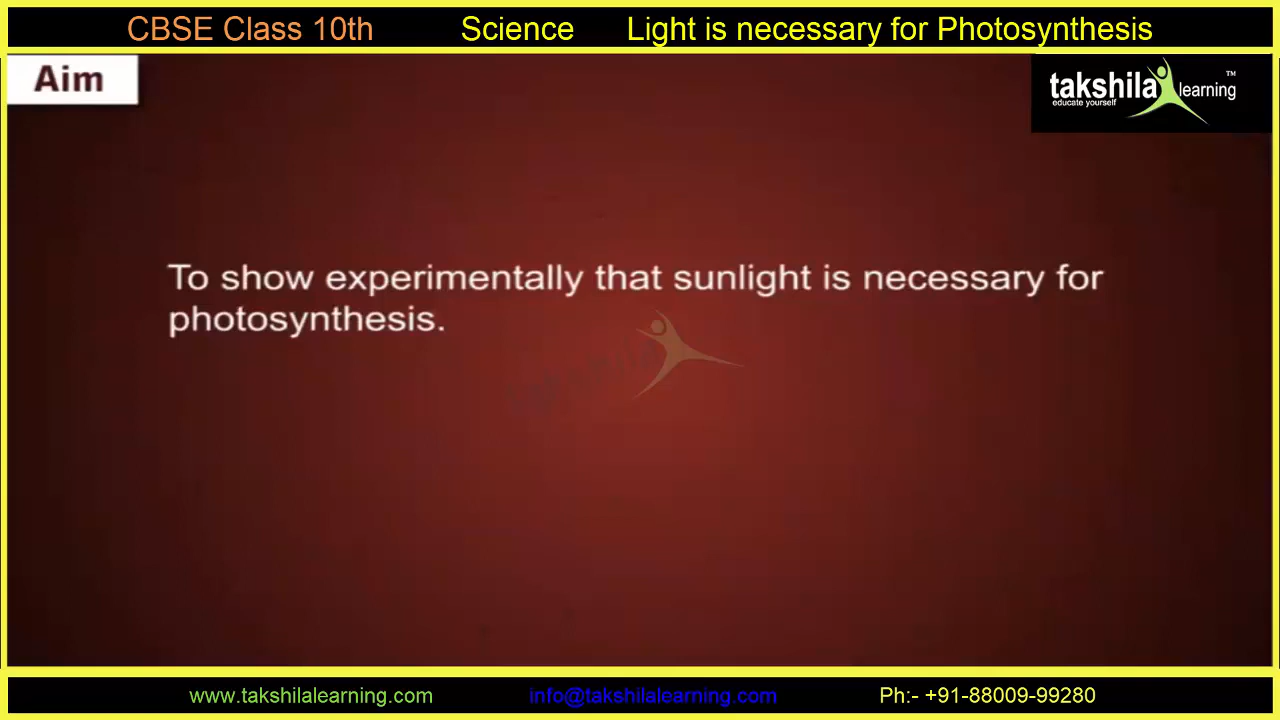 CBSE Class 10th Science Light is necessary for Photosynthesis
Aim
takshila learning TM
educate yourself
To show experimentally that sunlight is necessary for
photosynthesis.
takshila
www.takshilalearning.com info@takshilalearning.com Ph:- +91-88009-99280